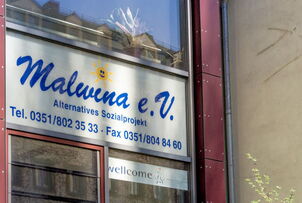 Malwina e.V.
Alternatives Sozialprojekt
Tel. 0351/802 35 33 - Fax 0351/804 84 60
wellcome